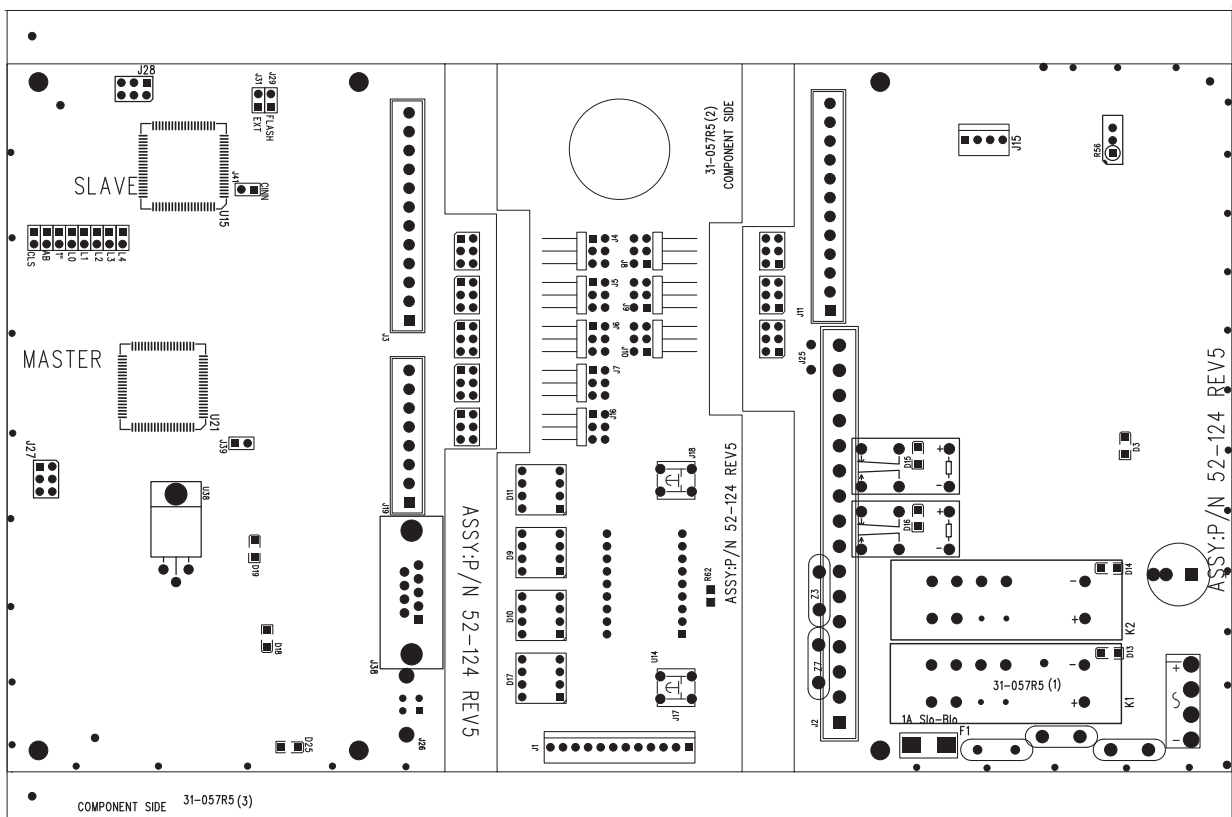 J28
J31
J29
EXT
FLASH
SLAVE
J41
CINN
U15
CLS
AB
1"
L0
L1
L2
L3
L4
MASTER
U21
J27
J39
U38
D19
D18
D25
J3
J19
J38
J26
ASSY:P/N 52-124 REV5
31-057R5(2)
COMPONENT SIDE
J4
J8
J5
J9
J6
J10
J7
J16
J18
D11
D9
D10
D17
R62
U14
J17
J1
ASSY:P/N 52-124 REV5
J11
J25
J15
R56
D3
D15
D16
+
-
+
-
Z3
Z7
J2
D14
-
+
K2
D13
-
+
K1
31-057R5 (1)
1A Slo-Blo
F1
+
-
ASSY:P/N 52-124 REV5
COMPONENT SIDE 31-057R5 (3)